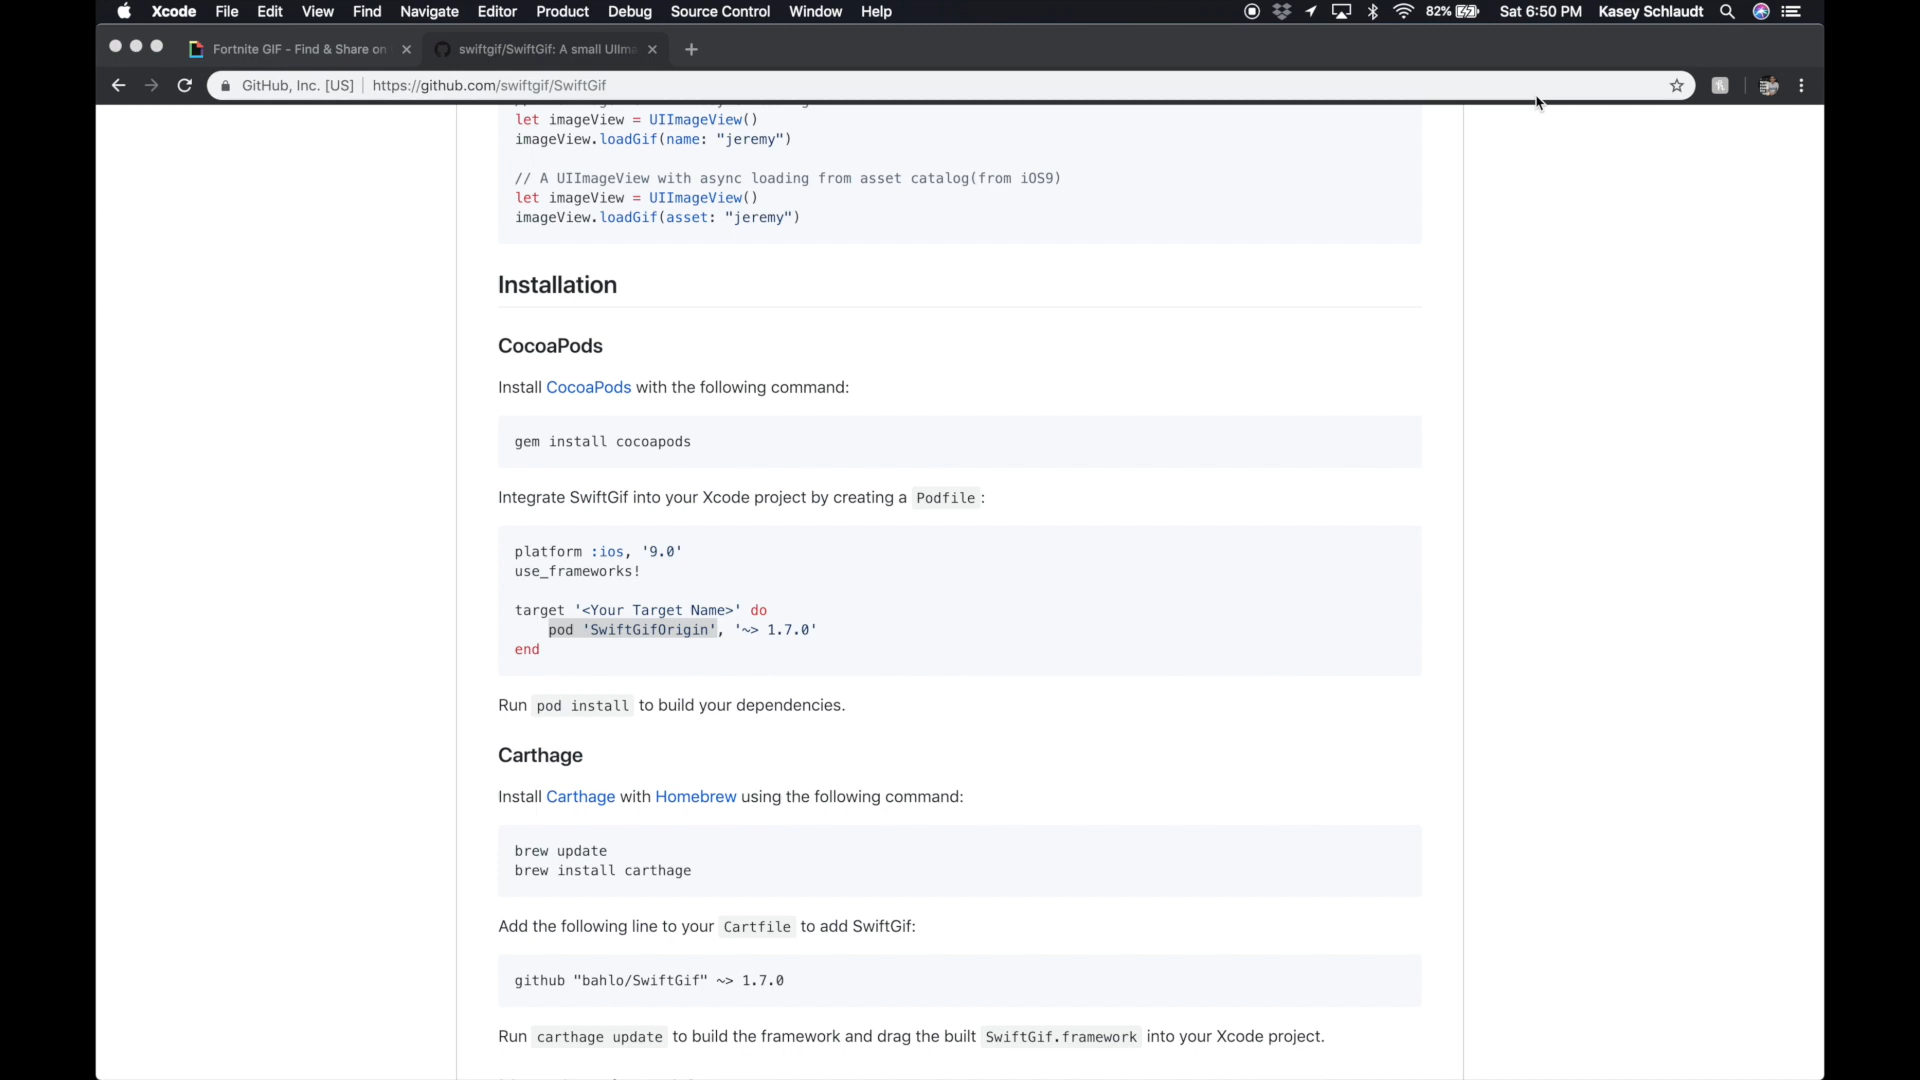 Xcode File Edit View Find Navigate Editor Product Debug Source Control Window Help 82% Sat 6:50 PM Kasey Schlaudt
Fortnite GIF - Find & Share on swiftgif/SwiftGif: A small UIIma
GitHub, Inc. [US] https://github.com/swiftgif/SwiftGif
let imageView = UIImageView()
imageView.loadGif(name: "jeremy")
// A UIImageView with async loading from asset catalog(from iOS9)
let imageView = UIImageView()
imageView.loadGif(asset: "jeremy")
Installation
CocoaPods
Install CocoaPods with the following command:
gem install cocoapods
Integrate SwiftGif into your Xcode project by creating a Podfile:
platform :ios, '9.0'
use_frameworks!
target '<Your Target Name>' do
pod 'SwiftGifOrigin', '~> 1.7.0'
end
Run pod install to build your dependencies.
Carthage
Install Carthage with Homebrew using the following command:
brew update
brew install carthage
Add the following line to your Cartfile to add SwiftGif:
github "bahlo/SwiftGif" ~> 1.7.0
Run carthage update to build the framework and drag the built SwiftGif.framework into your Xcode project.